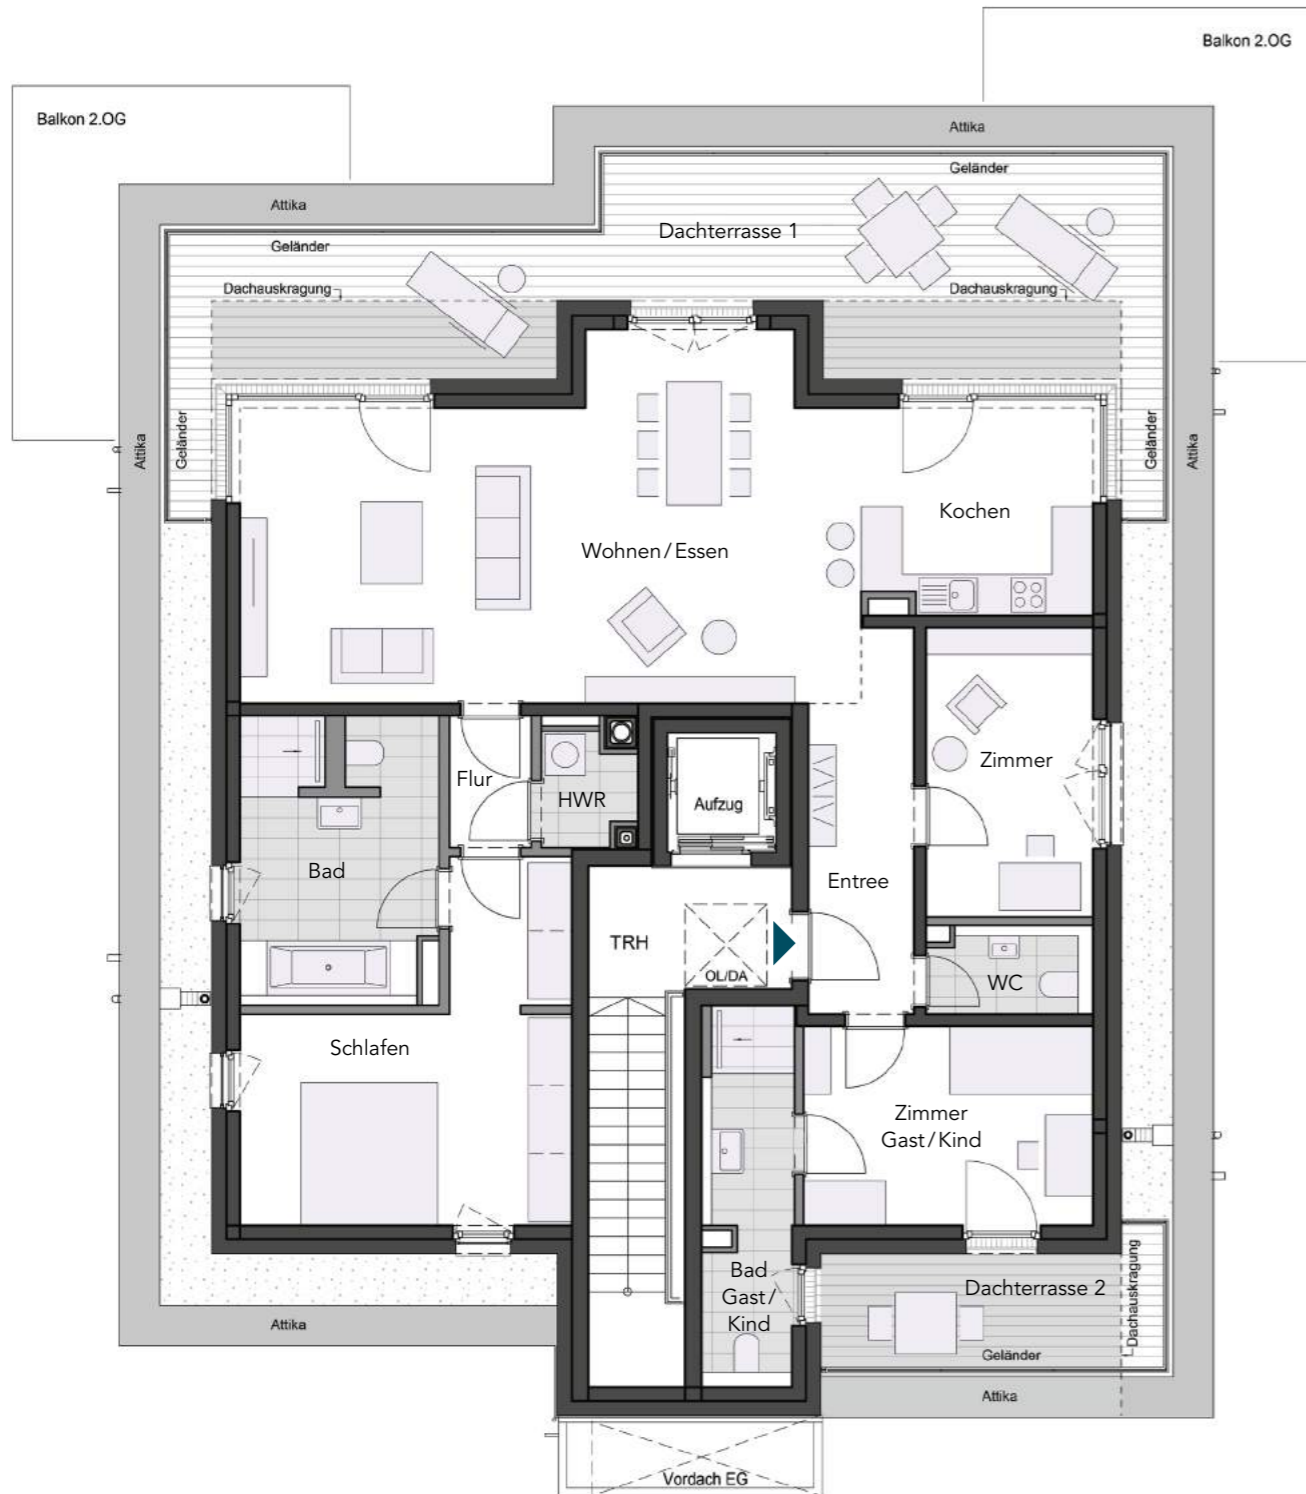 Balkon 2.OG
Balkon 2.OG
Attika
Geländer
Attika
Dachterrasse 1
Geländer
Dachauskragung
Dachauskragung
Geländer
Attika
Geländer
Attika
Kochen
Wohnen / Essen
Zimmer
Flur
HWR
Aufzug
Bad
Entree
TRH
OL/DA
WC
Schlafen
Zimmer
Gast / Kind
Bad
Gast /
Kind
Dachterrasse 2
Dachauskragung
Geländer
Attika
Attika
Vordach EG